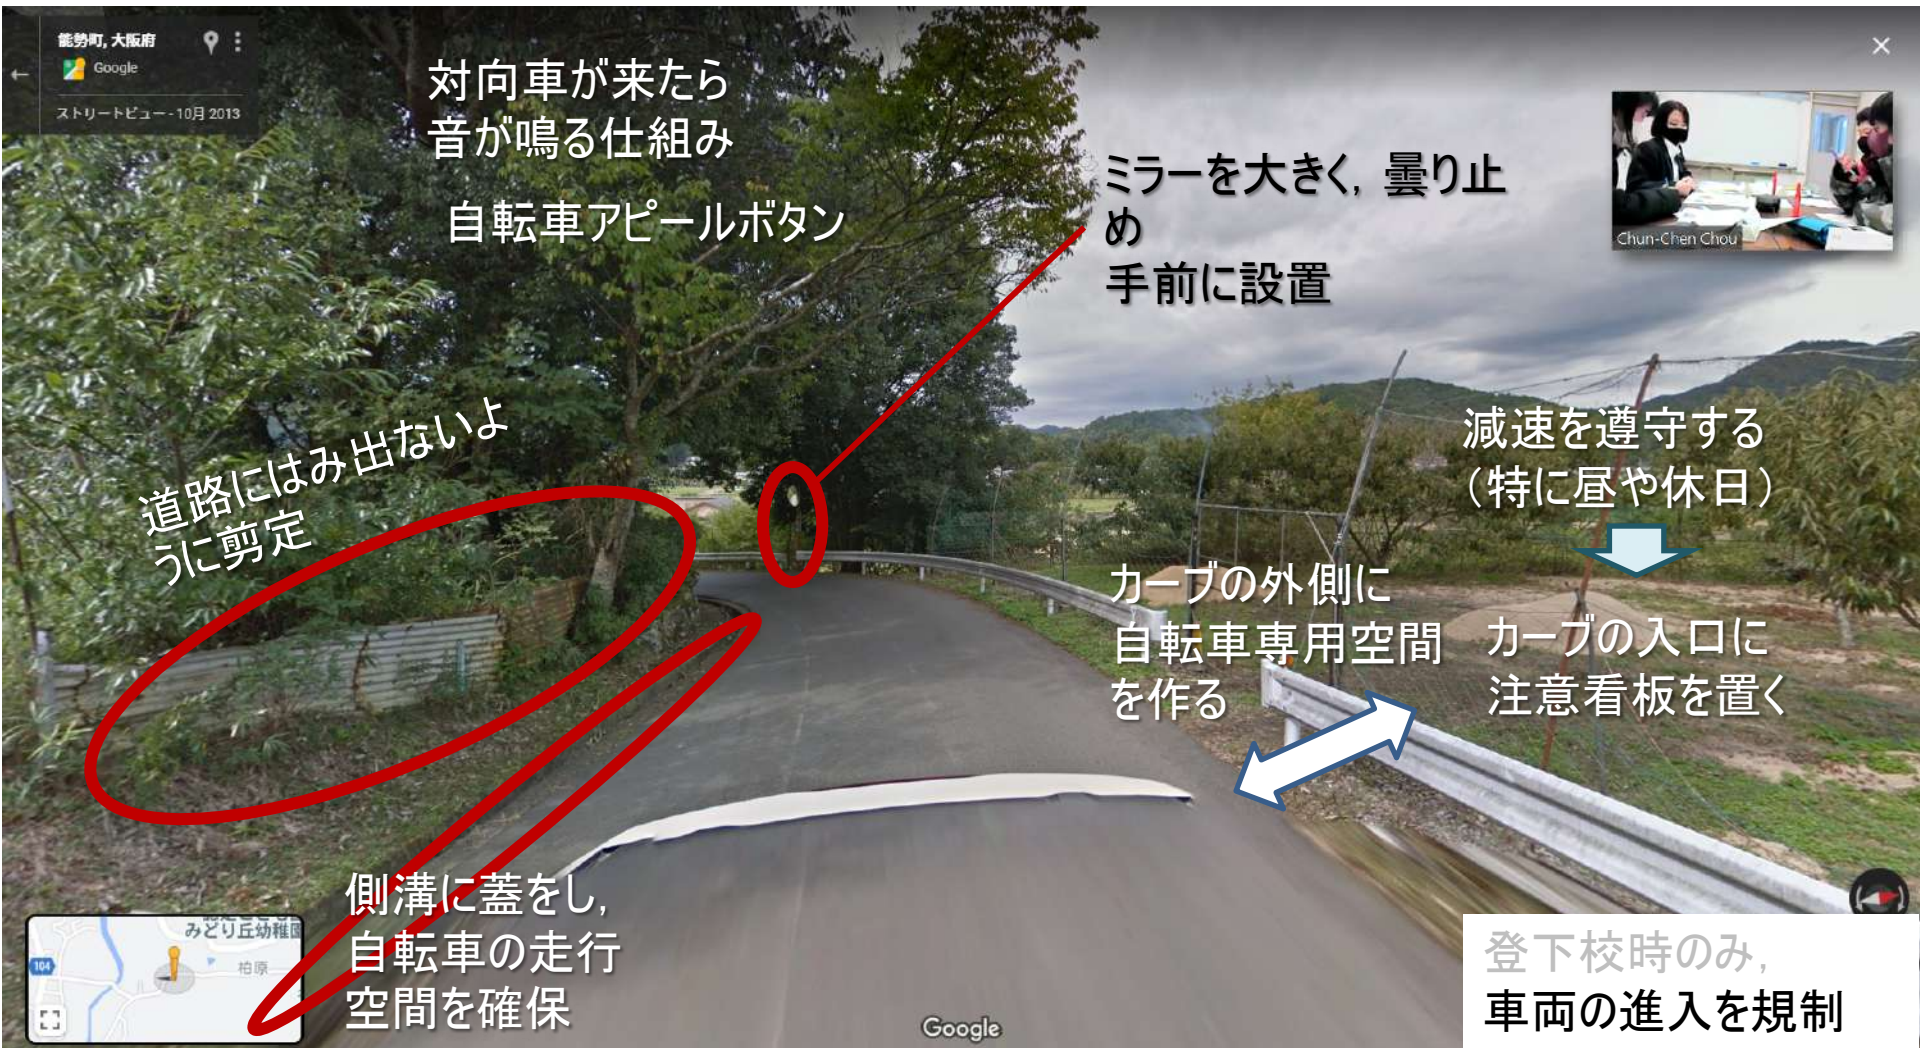 能勢町, 大阪府
Google
ストリートビュー - 10月 2013
対向車が来たら
音が鳴る仕組み
自転車アピールボタン
ミラーを大きく, 曇り止
め
手前に設置
Chun-Chen Chou
道路にはみ出ないよ
うに剪定
減速を遵守する
（特に昼や休日）
カーブの外側に
自転車専用空間
を作る
カーブの入口に
注意看板を置く
側溝に蓋をし,
自転車の走行
空間を確保
みどり丘幼稚園
104
柏原
Google
登下校時のみ,
車両の進入を規制